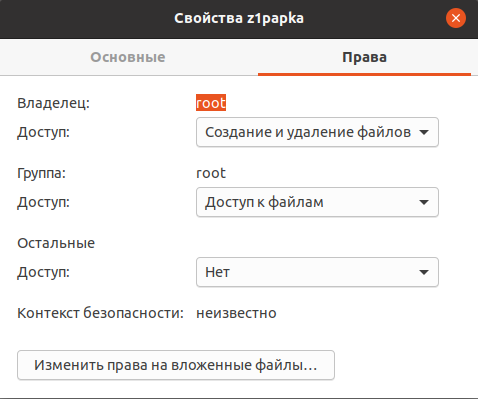 Свойства z1papka
Основные Права
Владелец: root
Доступ: Создание и удаление файлов
Группа: root
Доступ: Доступ к файлам
Остальные
Доступ: Нет
Контекст безопасности: неизвестно
Изменить права на вложенные файлы...